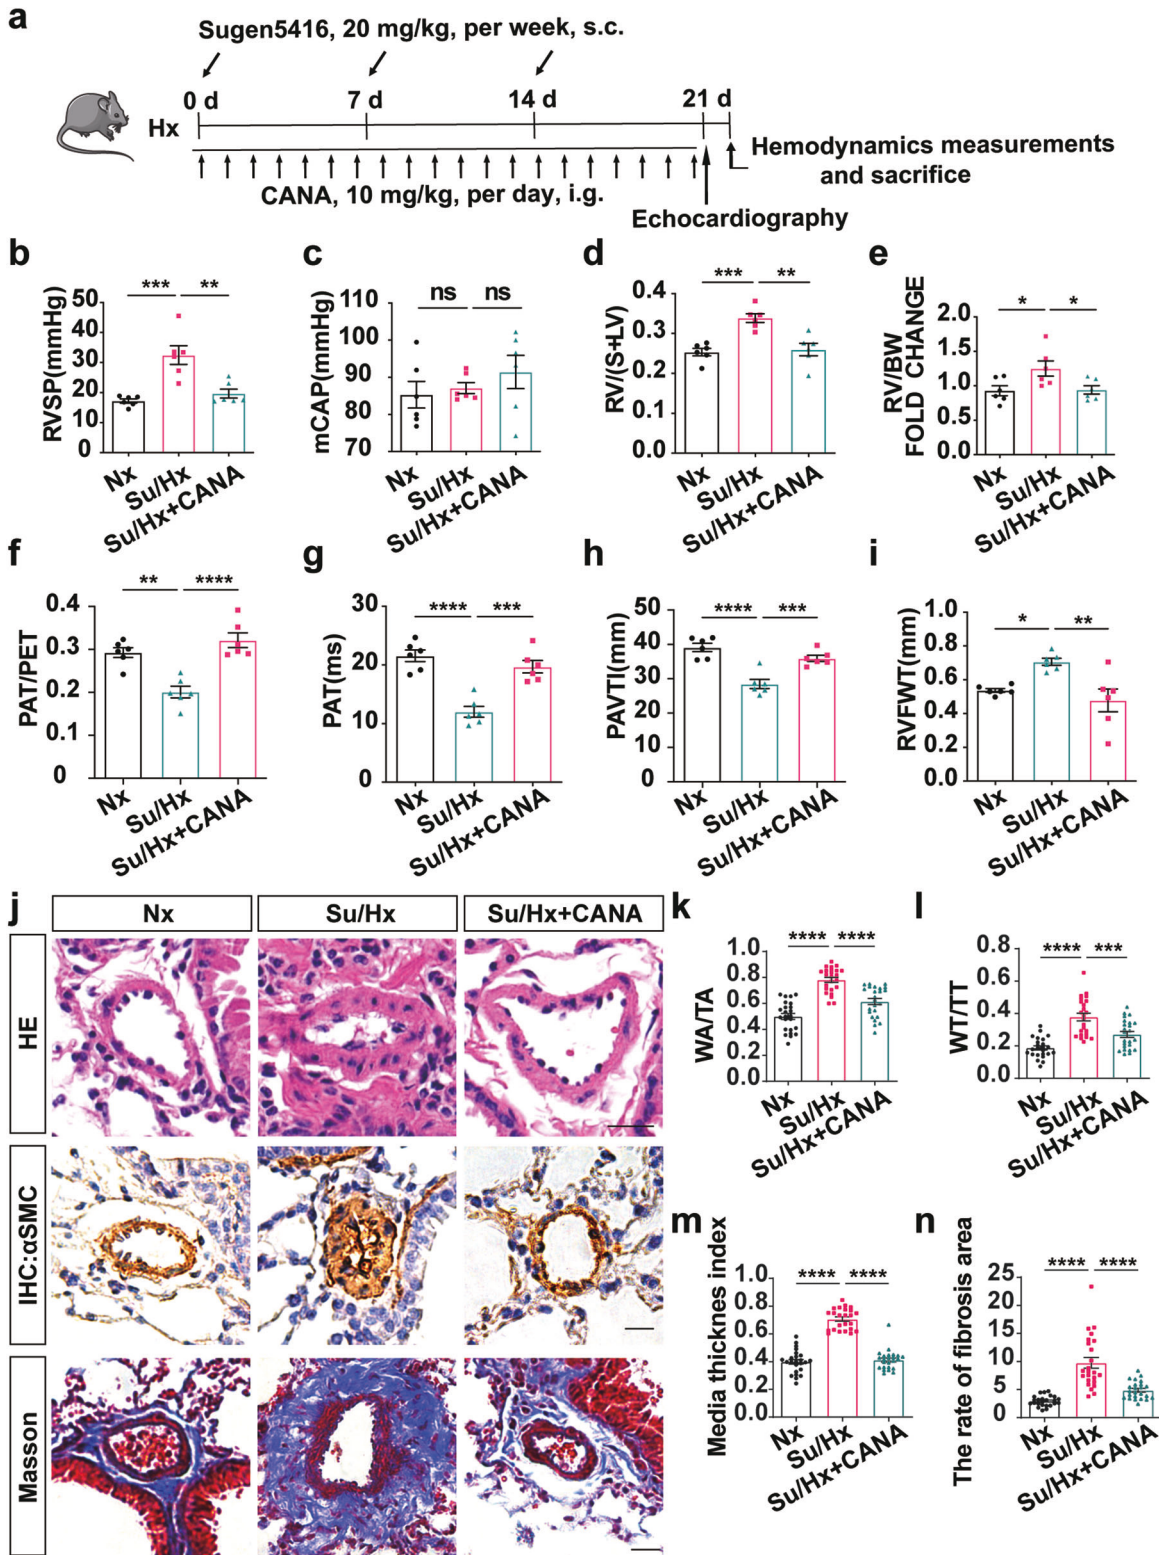 a
Sugen5416, 20 mg/kg, per week, s.c.
0 d
7 d
14 d
21 d
Hx
CANA, 10 mg/kg, per day, i.g.
Echocardiography
Hemodynamics measurements
and sacrifice
b
RVSP(mmHg)
50
40
30
20
10
0
***
**
Nx
Su/Hx
Su/Hx+CANA
c
mCAP(mmHg)
110
100
90
80
70
ns
ns
Nx
Su/Hx
Su/Hx+CANA
d
RV/(S+LV)
0.4
0.3
0.2
0.1
0.0
***
**
Nx
Su/Hx
Su/Hx+CANA
e
RV/BW
FOLD CHANGE
2.0
1.5
1.0
0.5
0.0
*
*
Nx
Su/Hx
Su/Hx+CANA
f
PAT/PET
0.4
0.3
0.2
0.1
0
**
****
Nx
Su/Hx
Su/Hx+CANA
g
PAT(ms)
30
20
10
0
****
***
Nx
Su/Hx
Su/Hx+CANA
h
PAVTI(mm)
50
40
30
20
10
0
****
***
Nx
Su/Hx
Su/Hx+CANA
i
RVFWT(mm)
1.0
0.8
0.6
0.4
0.2
0.0
*
**
Nx
Su/Hx
Su/Hx+CANA
j
Nx
Su/Hx
Su/Hx+CANA
HE
IHC:αSMC
Masson
k
WA/TA
1.0
0.8
0.6
0.4
0.2
0.0
****
****
Nx
Su/Hx
Su/Hx+CANA
l
WT/TT
0.8
0.6
0.4
0.2
0.0
****
***
Nx
Su/Hx
Su/Hx+CANA
m
Media thicknes index
1.0
0.8
0.6
0.4
0.2
0.0
****
****
Nx
Su/Hx
Su/Hx+CANA
n
The rate of fibrosis area
25
20
15
10
5
0
****
****
Nx
Su/Hx
Su/Hx+CANA